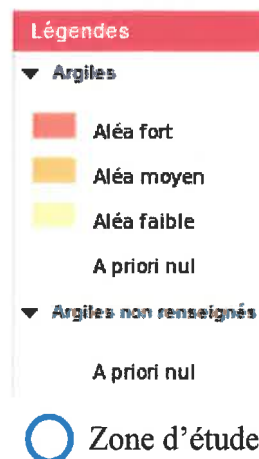 Légendes
Argiles
Aléa fort
Aléa moyen
Aléa faible
A priori nul
Argiles non renseignés
A priori nul
Zone d'étude